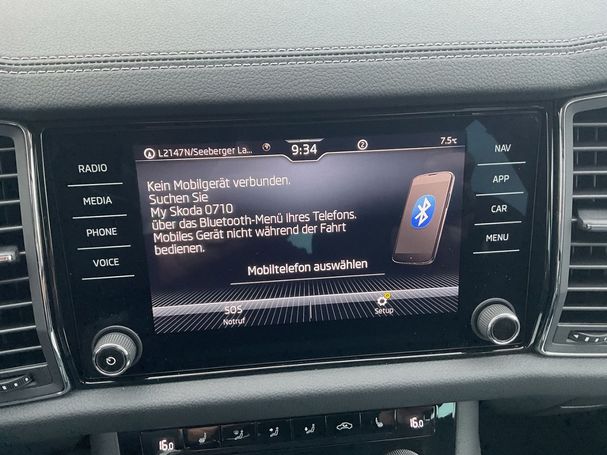 L2147N/Seeberger La...
9:34
2
7.5°C
RADIO
MEDIA
PHONE
VOICE
NAV
APP
CAR
MENU
Kein Mobilgerät verbunden.
Suchen Sie
My Skoda 0710
über das Bluetooth-Menü Ihres Telefons.
Mobiles Gerät nicht während der Fahrt
bedienen.
Mobiltelefon auswählen
SOS
Notruf
Setup
16.0
16.0